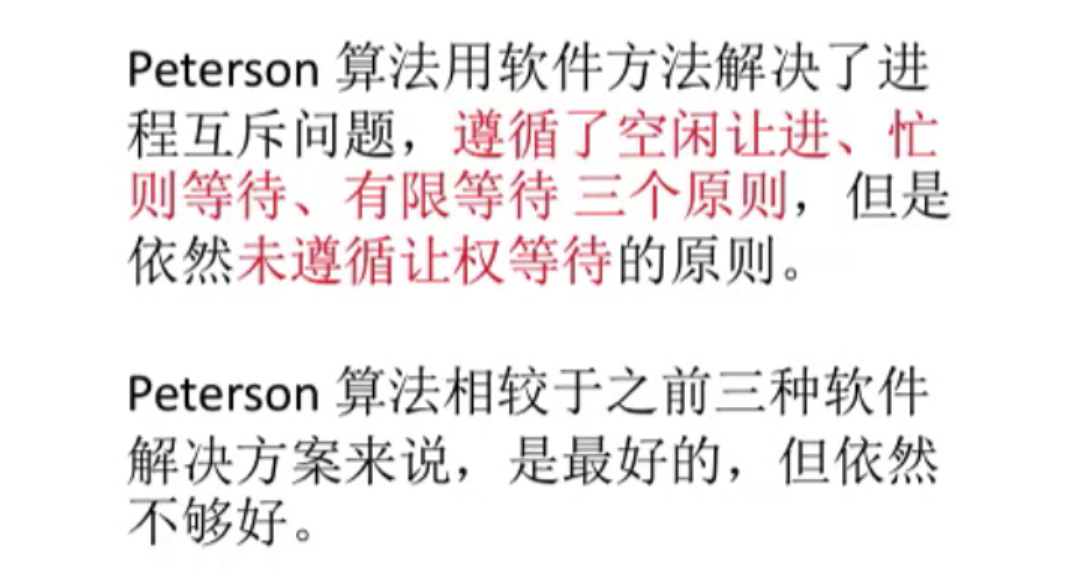 Peterson 算法用软件方法解决了进
程互斥问题，遵循了空闲让进、忙
则等待、有限等待 三个原则，但是
依然未遵循让权等待的原则。
Peterson 算法相较于之前三种软件
解决方案来说，是最好的，但依然
不够好。